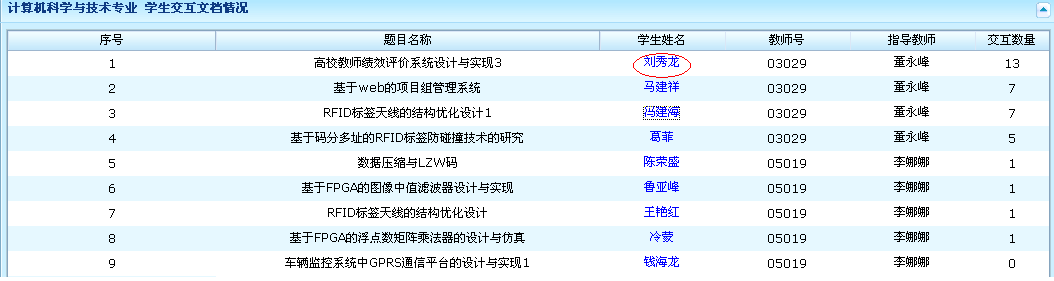 计算机科学与技术专业 学生交互文档情况
序号 题目名称 学生姓名 教师号 指导教师 交互数量
1 高校教师绩效评价系统设计与实现3 刘秀龙 03029 董永峰 13
2 基于web的项目组管理系统 马建祥 03029 董永峰 7
3 RFID标签天线的结构优化设计1 冯建海 03029 董永峰 7
4 基于码分多址的RFID标签防碰撞技术的研究 葛菲 03029 董永峰 5
5 数据压缩与LZW码 陈荣盛 05019 李娜娜 1
6 基于FPGA的图像中值滤波器设计与实现 鲁亚峰 05019 李娜娜 1
7 RFID标签天线的结构优化设计 王艳红 05019 李娜娜 1
8 基于FPGA的浮点数矩阵乘法器的设计与仿真 冷蒙 05019 李娜娜 1
9 车辆监控系统中GPRS通信平台的设计与实现1 钱海龙 05019 李娜娜 0